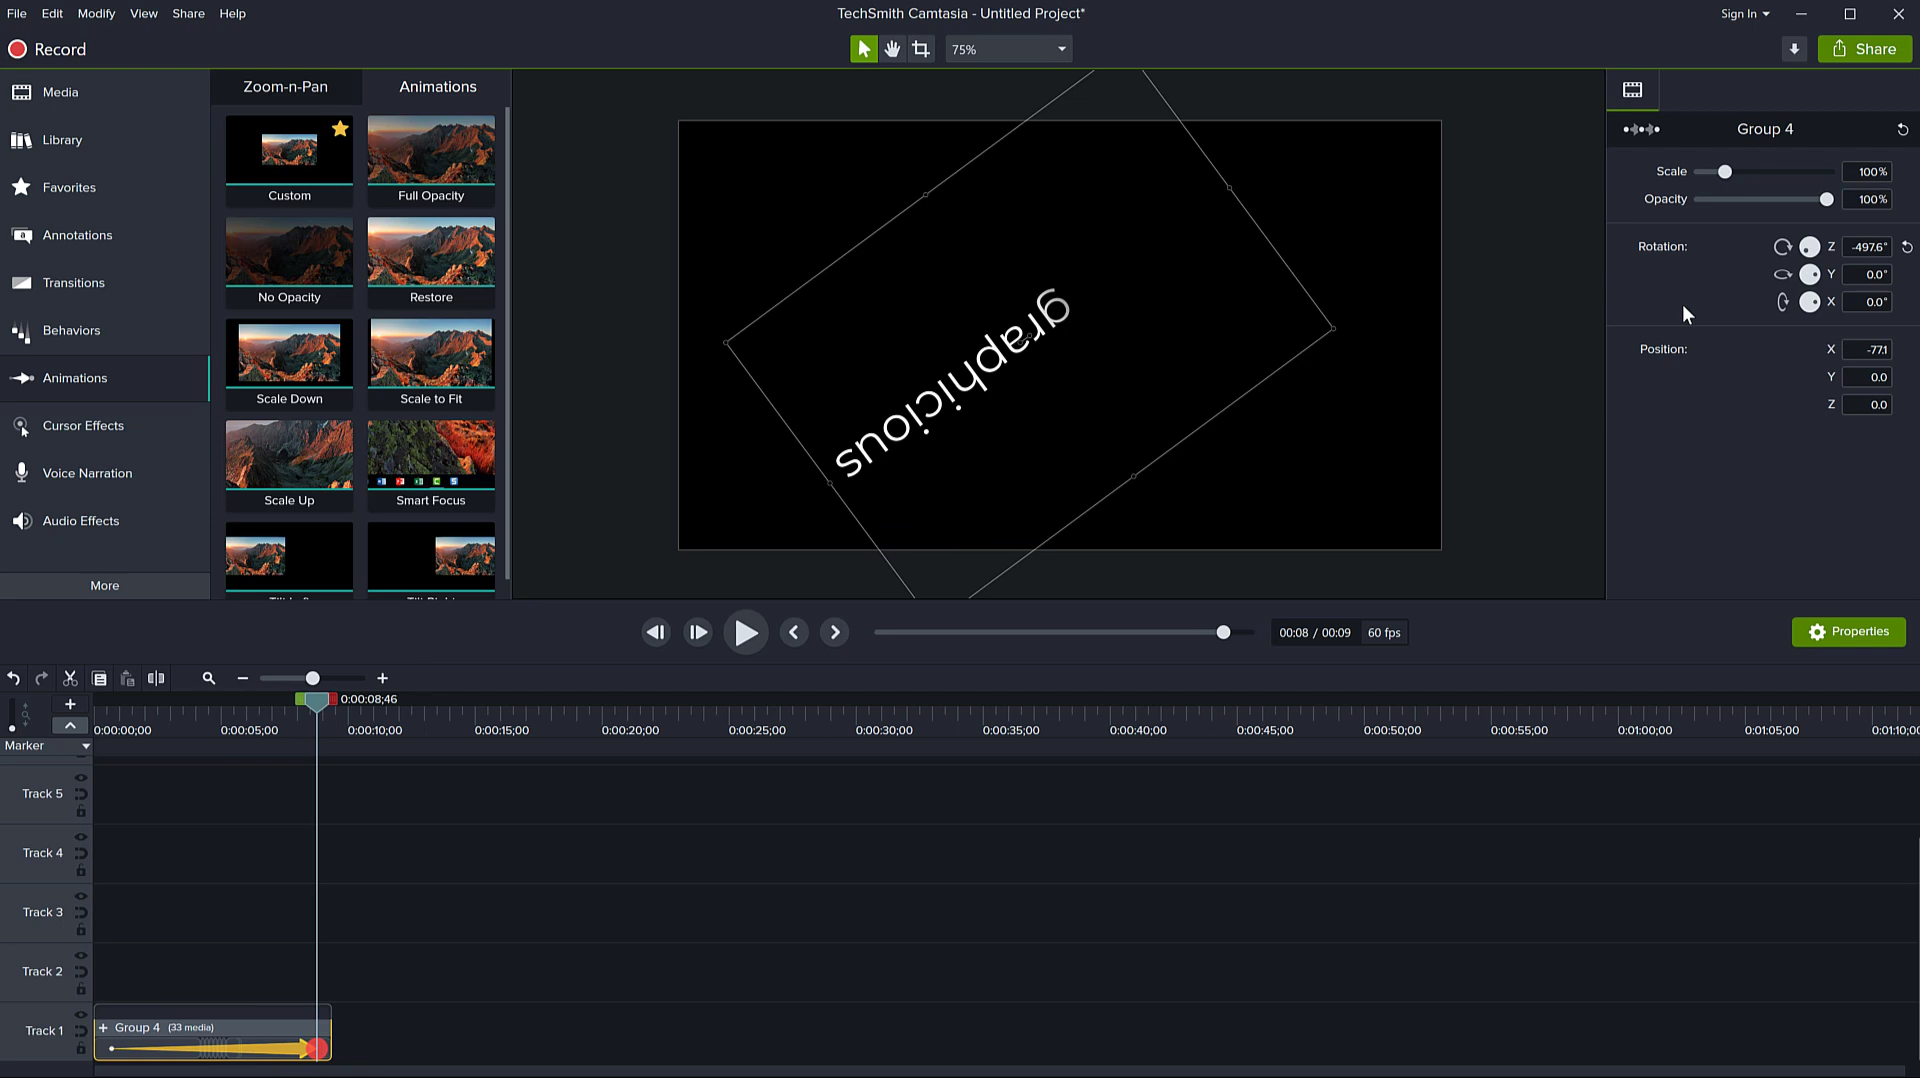 TechSmith Camtasia - Untitled Project*
File Edit Modify View Share Help
Sign In
Record
75%
Share
Media
Library
Favorites
Annotations
Transitions
Behaviors
Animations
Cursor Effects
Voice Narration
Audio Effects
More
Zoom-n-Pan
Animations
Custom
Full Opacity
No Opacity
Restore
Scale Down
Scale to Fit
Scale Up
Smart Focus
graphicious
Group 4
Scale 100%
Opacity 100%
Rotation: Z -497.6°
Y 0.0°
X 0.0°
Position: X -77.1
Y 0.0
Z 0.0
00:08 / 00:09 60 fps
Properties
0:00:08;46
0:00:00;00 0:00:05;00 0:00:10;00 0:00:15;00 0:00:20;00 0:00:25;00 0:00:30;00 0:00:35;00 0:00:40;00 0:00:45;00 0:00:50;00 0:00:55;00 0:01:00;00 0:01:05;00 0:01:10;00
Marker
Track 5
Track 4
Track 3
Track 2
Track 1
+ Group 4 (33 media)